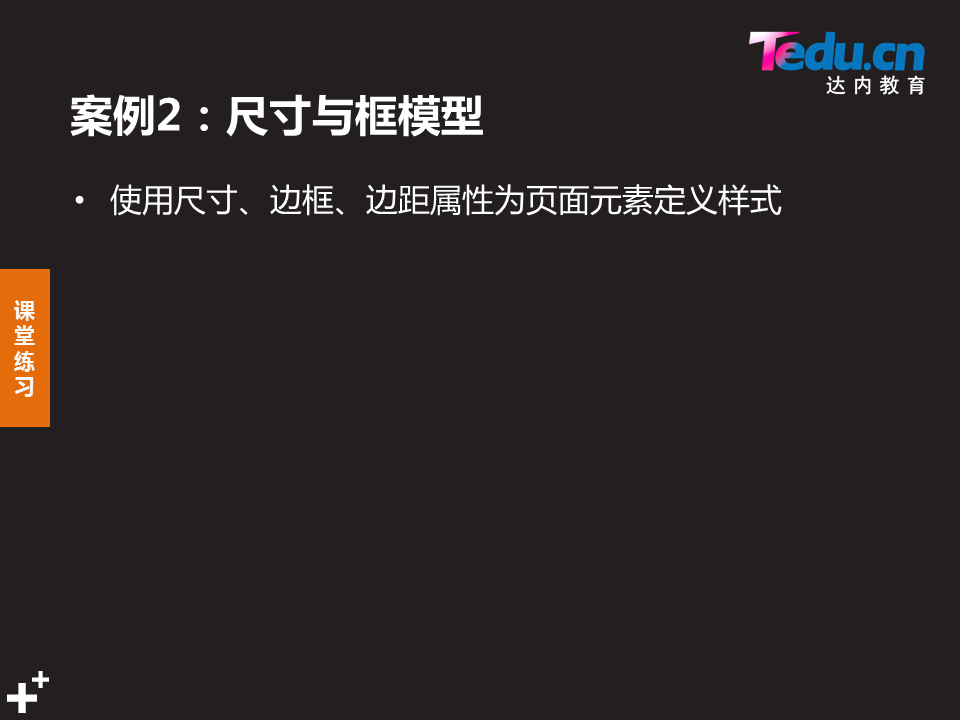 Tedu.cn
达内教育
案例2：尺寸与框模型
• 使用尺寸、边框、边距属性为页面元素定义样式
课
堂
练
习